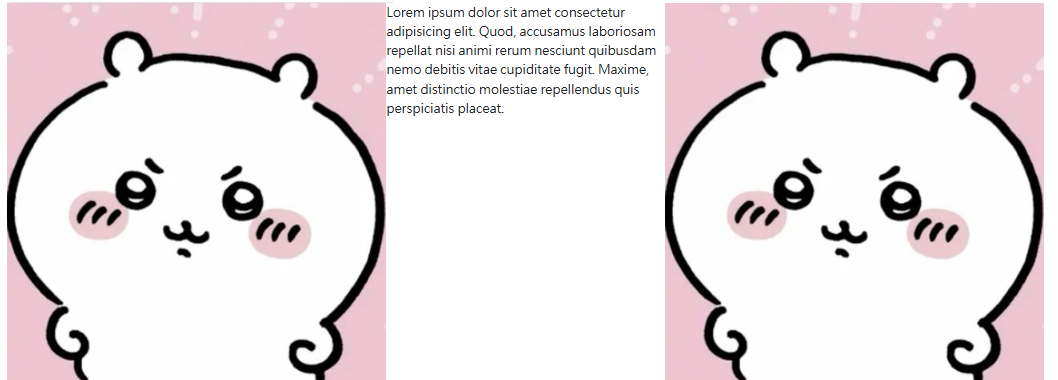 Lorem ipsum dolor sit amet consectetur
adipisicing elit. Quod, accusamus laboriosam
repellat nisi animi rerum nesciunt quibusdam
nemo debitis vitae cupiditate fugit. Maxime,
amet distinctio molestiae repellendus quis
perspiciatis placeat.